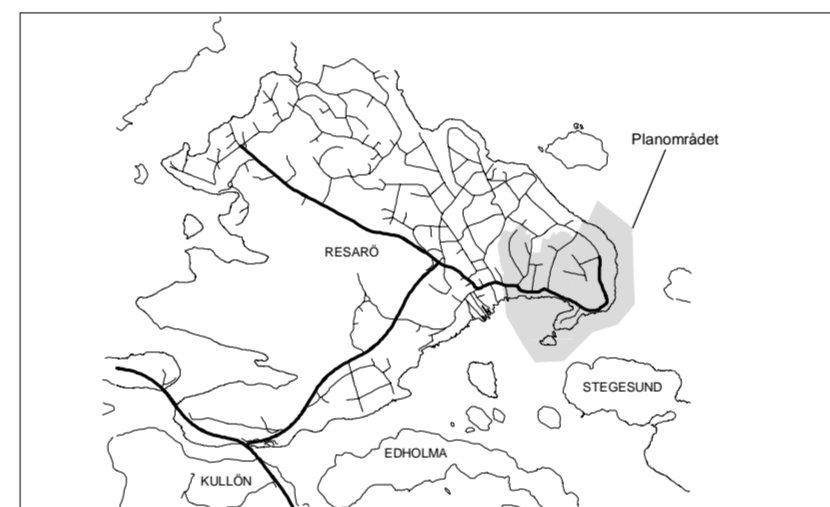 Planområdet
RESARÖ
STEGESUND
EDHOLMA
KULLÖN